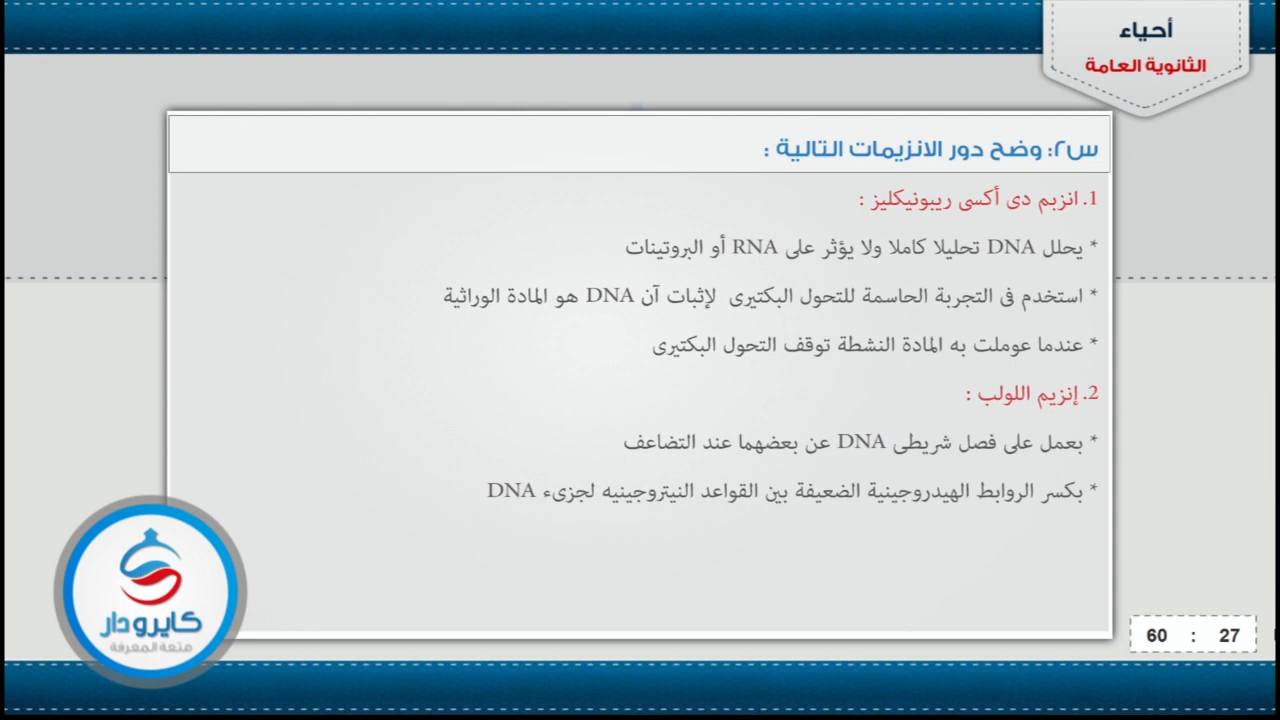 أحياء
الثانوية العامة
س٢: وضح دور الانزيمات التالية :
1. انزيم دى أكسى ريبونيكليز :
* يحلل DNA تحليلا كاملا ولا يؤثر على RNA أو البروتينات
* استخدم فى التجربة الحاسمة للتحول البكتيرى لإثبات آن DNA هو المادة الوراثية
* عندما عوملت به المادة النشطة توقف التحول البكتيرى
2. إنزيم اللولب :
* بعمل على فصل شريطى DNA عن بعضهما عند التضاعف
* بكسر الروابط الهيدروجينية الضعيفة بين القواعد النيتروجينيه لجزىء DNA
كايرودار
متعة المعرفة
60 : 27